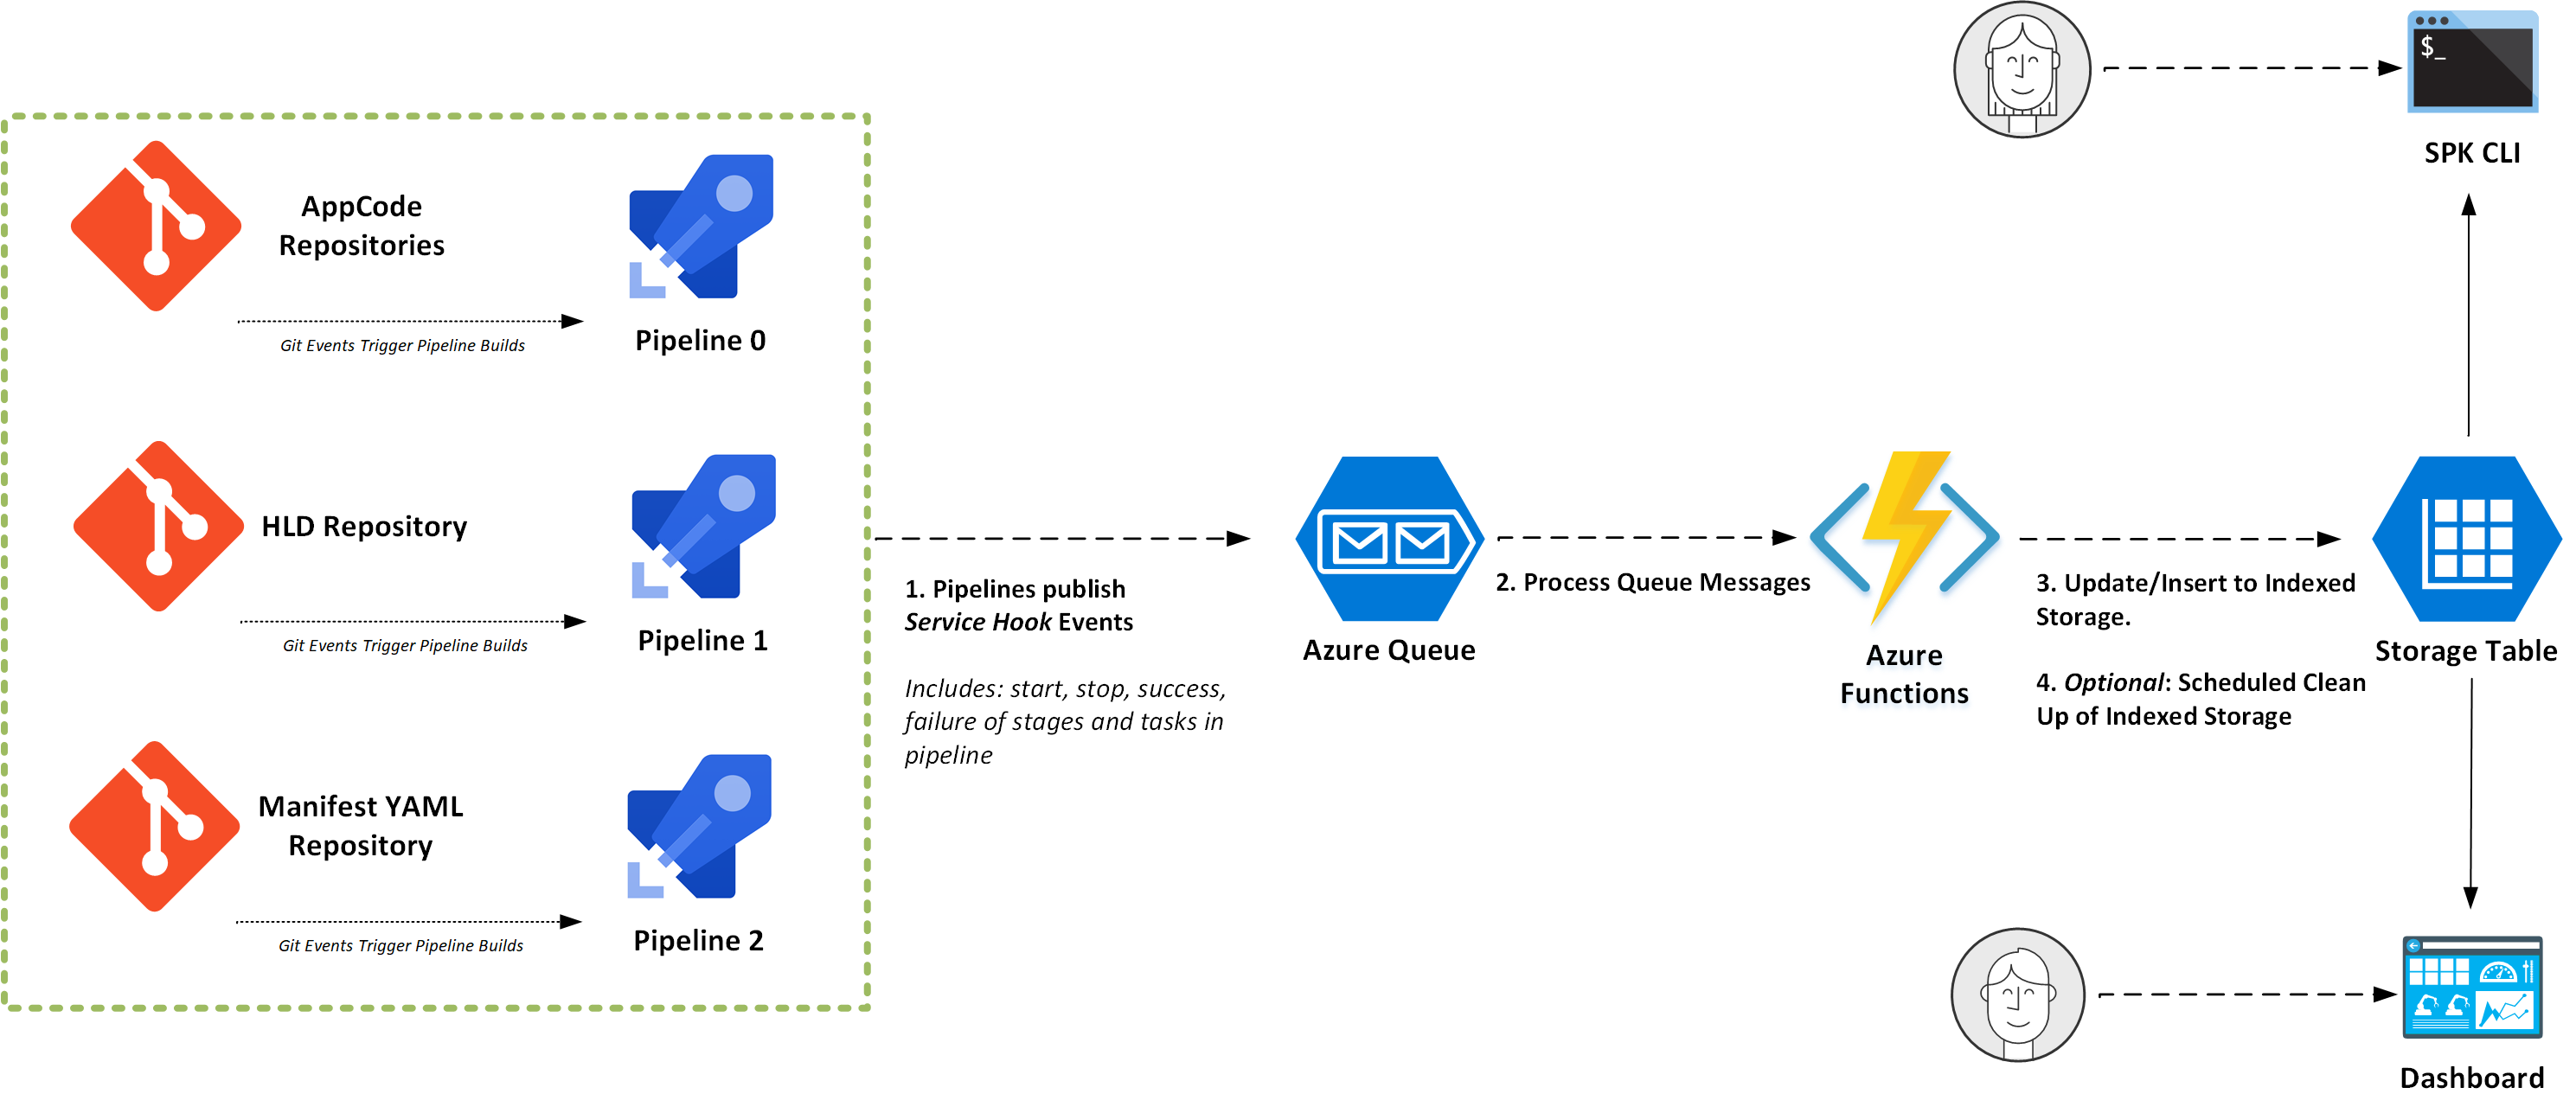 $_
SPK CLI
AppCode
Repositories
Git Events Trigger Pipeline Builds
Pipeline 0
HLD Repository
Git Events Trigger Pipeline Builds
Pipeline 1
Manifest YAML
Repository
Git Events Trigger Pipeline Builds
Pipeline 2
1. Pipelines publish
Service Hook Events
Includes: start, stop, success,
failure of stages and tasks in
pipeline
Azure Queue
2. Process Queue Messages
Azure
Functions
3. Update/Insert to Indexed
Storage.
4. Optional: Scheduled Clean
Up of Indexed Storage
Storage Table
Dashboard